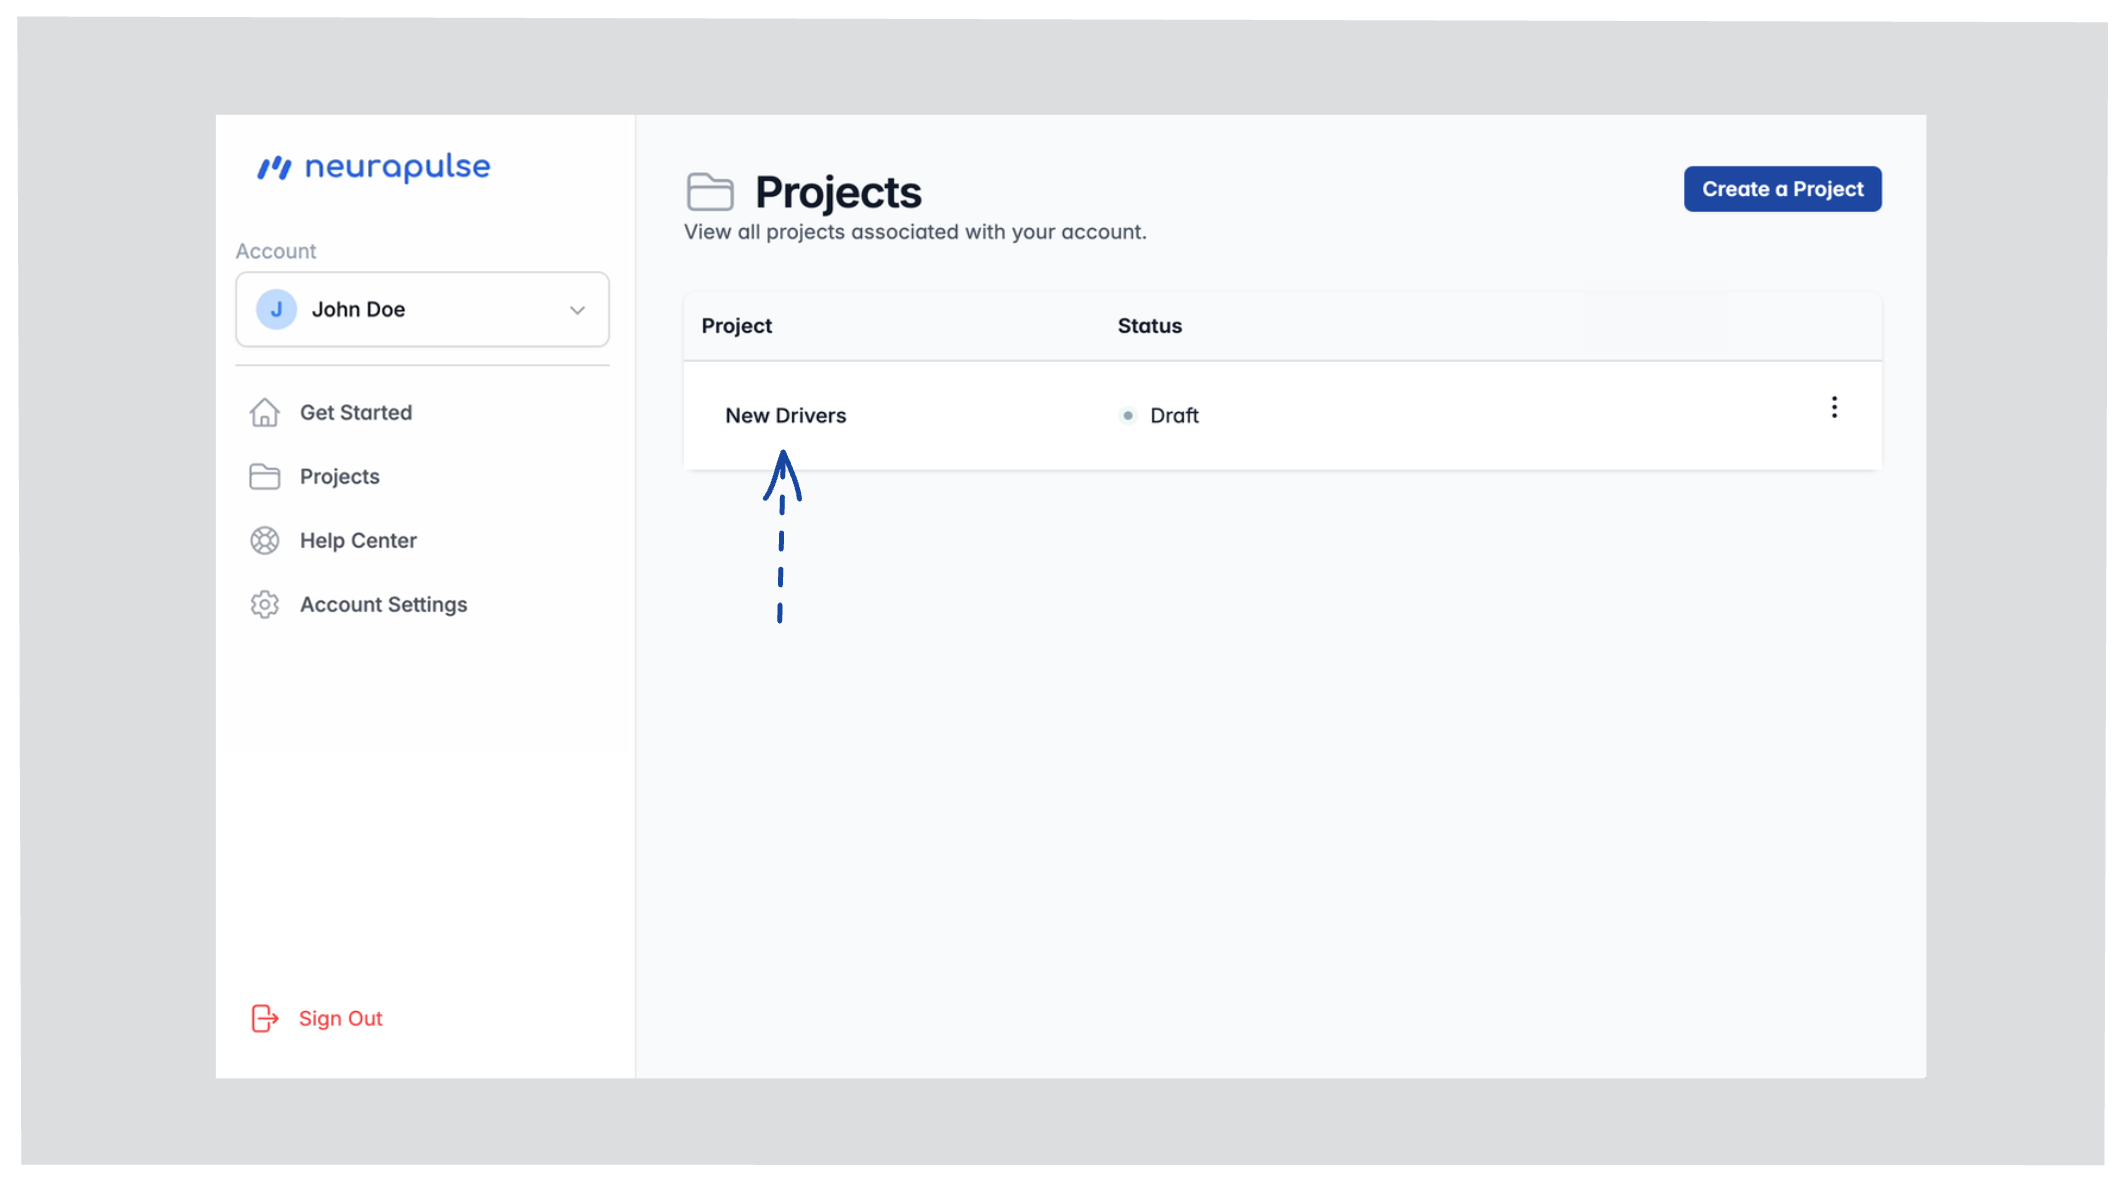 neurapulse
Account
J John Doe
Get Started
Projects
Help Center
Account Settings
Sign Out
Projects
Create a Project
View all projects associated with your account.
Project Status
New Drivers Draft